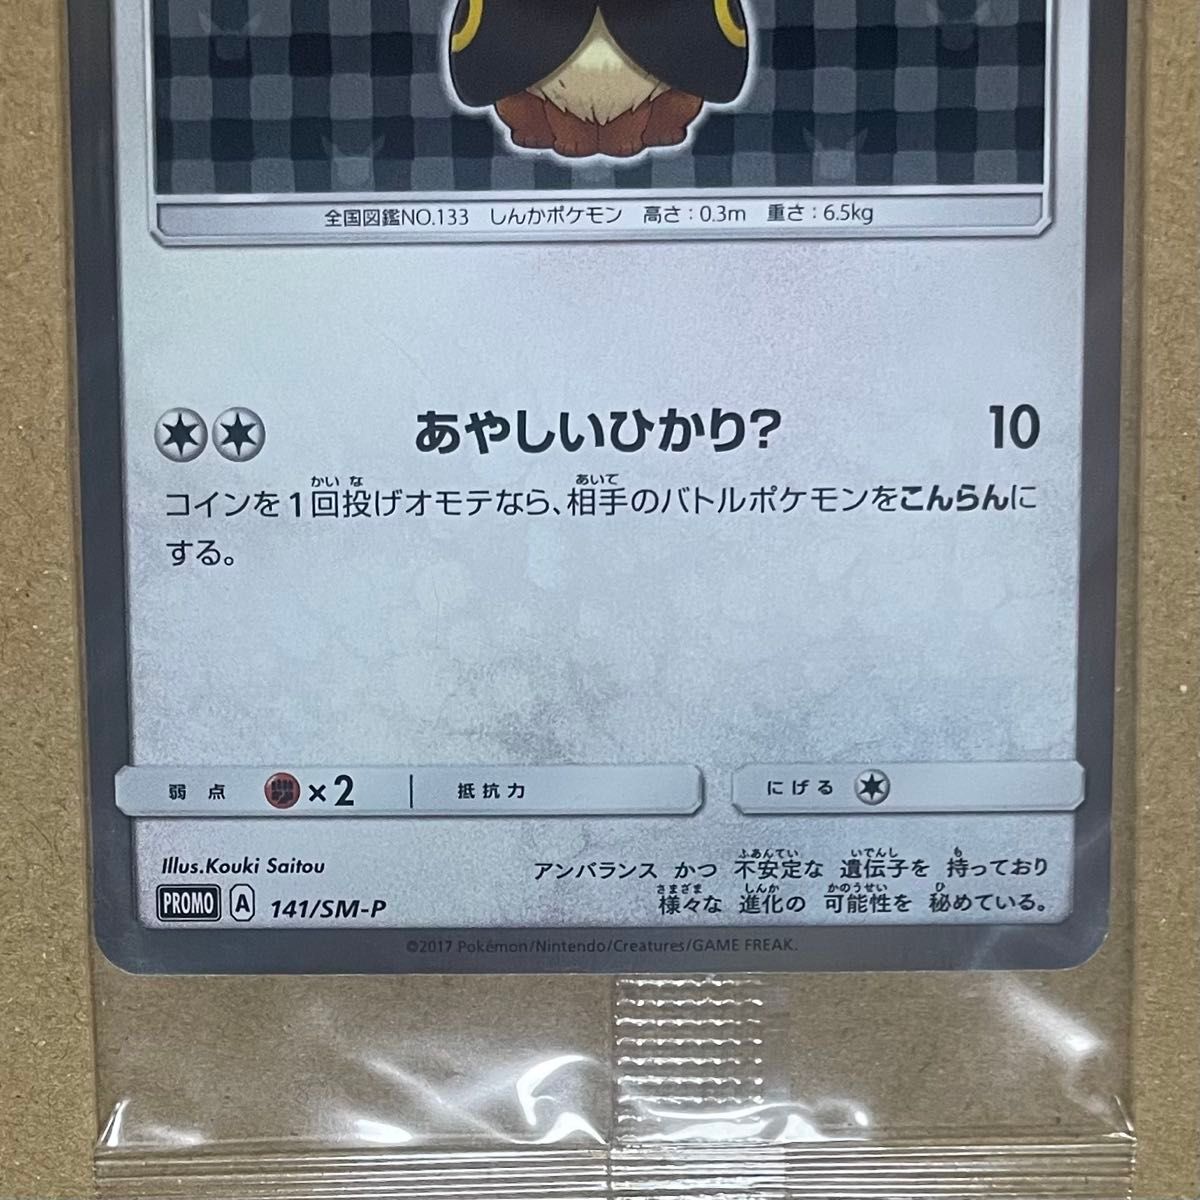 全国図鑑NO.133 しんかポケモン 高さ:0.3m 重さ:6.5kg
あやしいひかり? 10
かい な あいて
コインを1回投げオモテなら、相手のバトルポケモンをこんらんに
する。
弱点 ×2 抵抗力 にげる
Illus.Kouki Saitou
PROMO A 141/SM-P
ふあんてい いでんし も
アンバランス かつ 不安定な 遺伝子を 持っており
さまざま しんか かのうせい ひ
様々な 進化の 可能性を 秘めている。
©2017 Pokémon/Nintendo/Creatures/GAME FREAK.